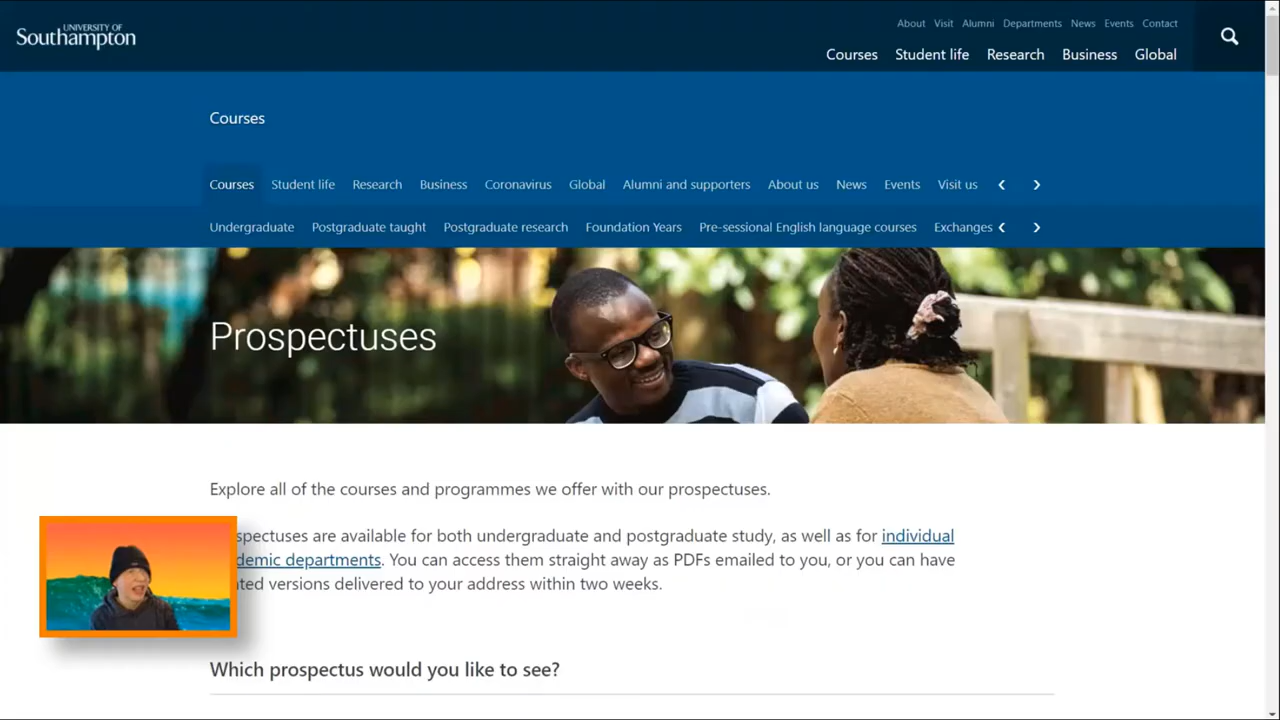 UNIVERSITY OF
Southampton
About Visit Alumni Departments News Events Contact
Courses Student life Research Business Global
Courses
Courses Student life Research Business Coronavirus Global Alumni and supporters About us News Events Visit us
Undergraduate Postgraduate taught Postgraduate research Foundation Years Pre-sessional English language courses Exchanges
Prospectuses
Explore all of the courses and programmes we offer with our prospectuses.
spectuses are available for both undergraduate and postgraduate study, as well as for individual
demic departments. You can access them straight away as PDFs emailed to you, or you can have
ted versions delivered to your address within two weeks.
Which prospectus would you like to see?